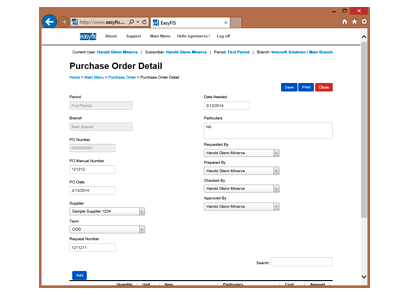 http://www.easyfis.... EasyFIS
easyfis About Support Main Menu Log off
Current User: Harold Glenn Minerva | Subscriber: Harold Glenn Minerva | Period: First Period | Branch: Innosoft Solutions / Main Branch
Purchase Order Detail
Home > Main Menu > Purchase Order > Purchase Order Detail
Save Print Close
Period
First Period
Date Needed
3/13/2014
Branch
Main Branch
Particulars
NA
PO Number
0000000001
PO Manual Number
121212
PO Date
3/13/2014
Supplier
Sample Supplier 1234
Term
COD
Request Number
1211211
Requested By
Harold Glenn Minerva
Prepared By
Harold Glenn Minerva
Checked By
Harold Glenn Minerva
Approved By
Harold Glenn Minerva
Search:
Add
Quantity Unit Item Particulars Cost Amount